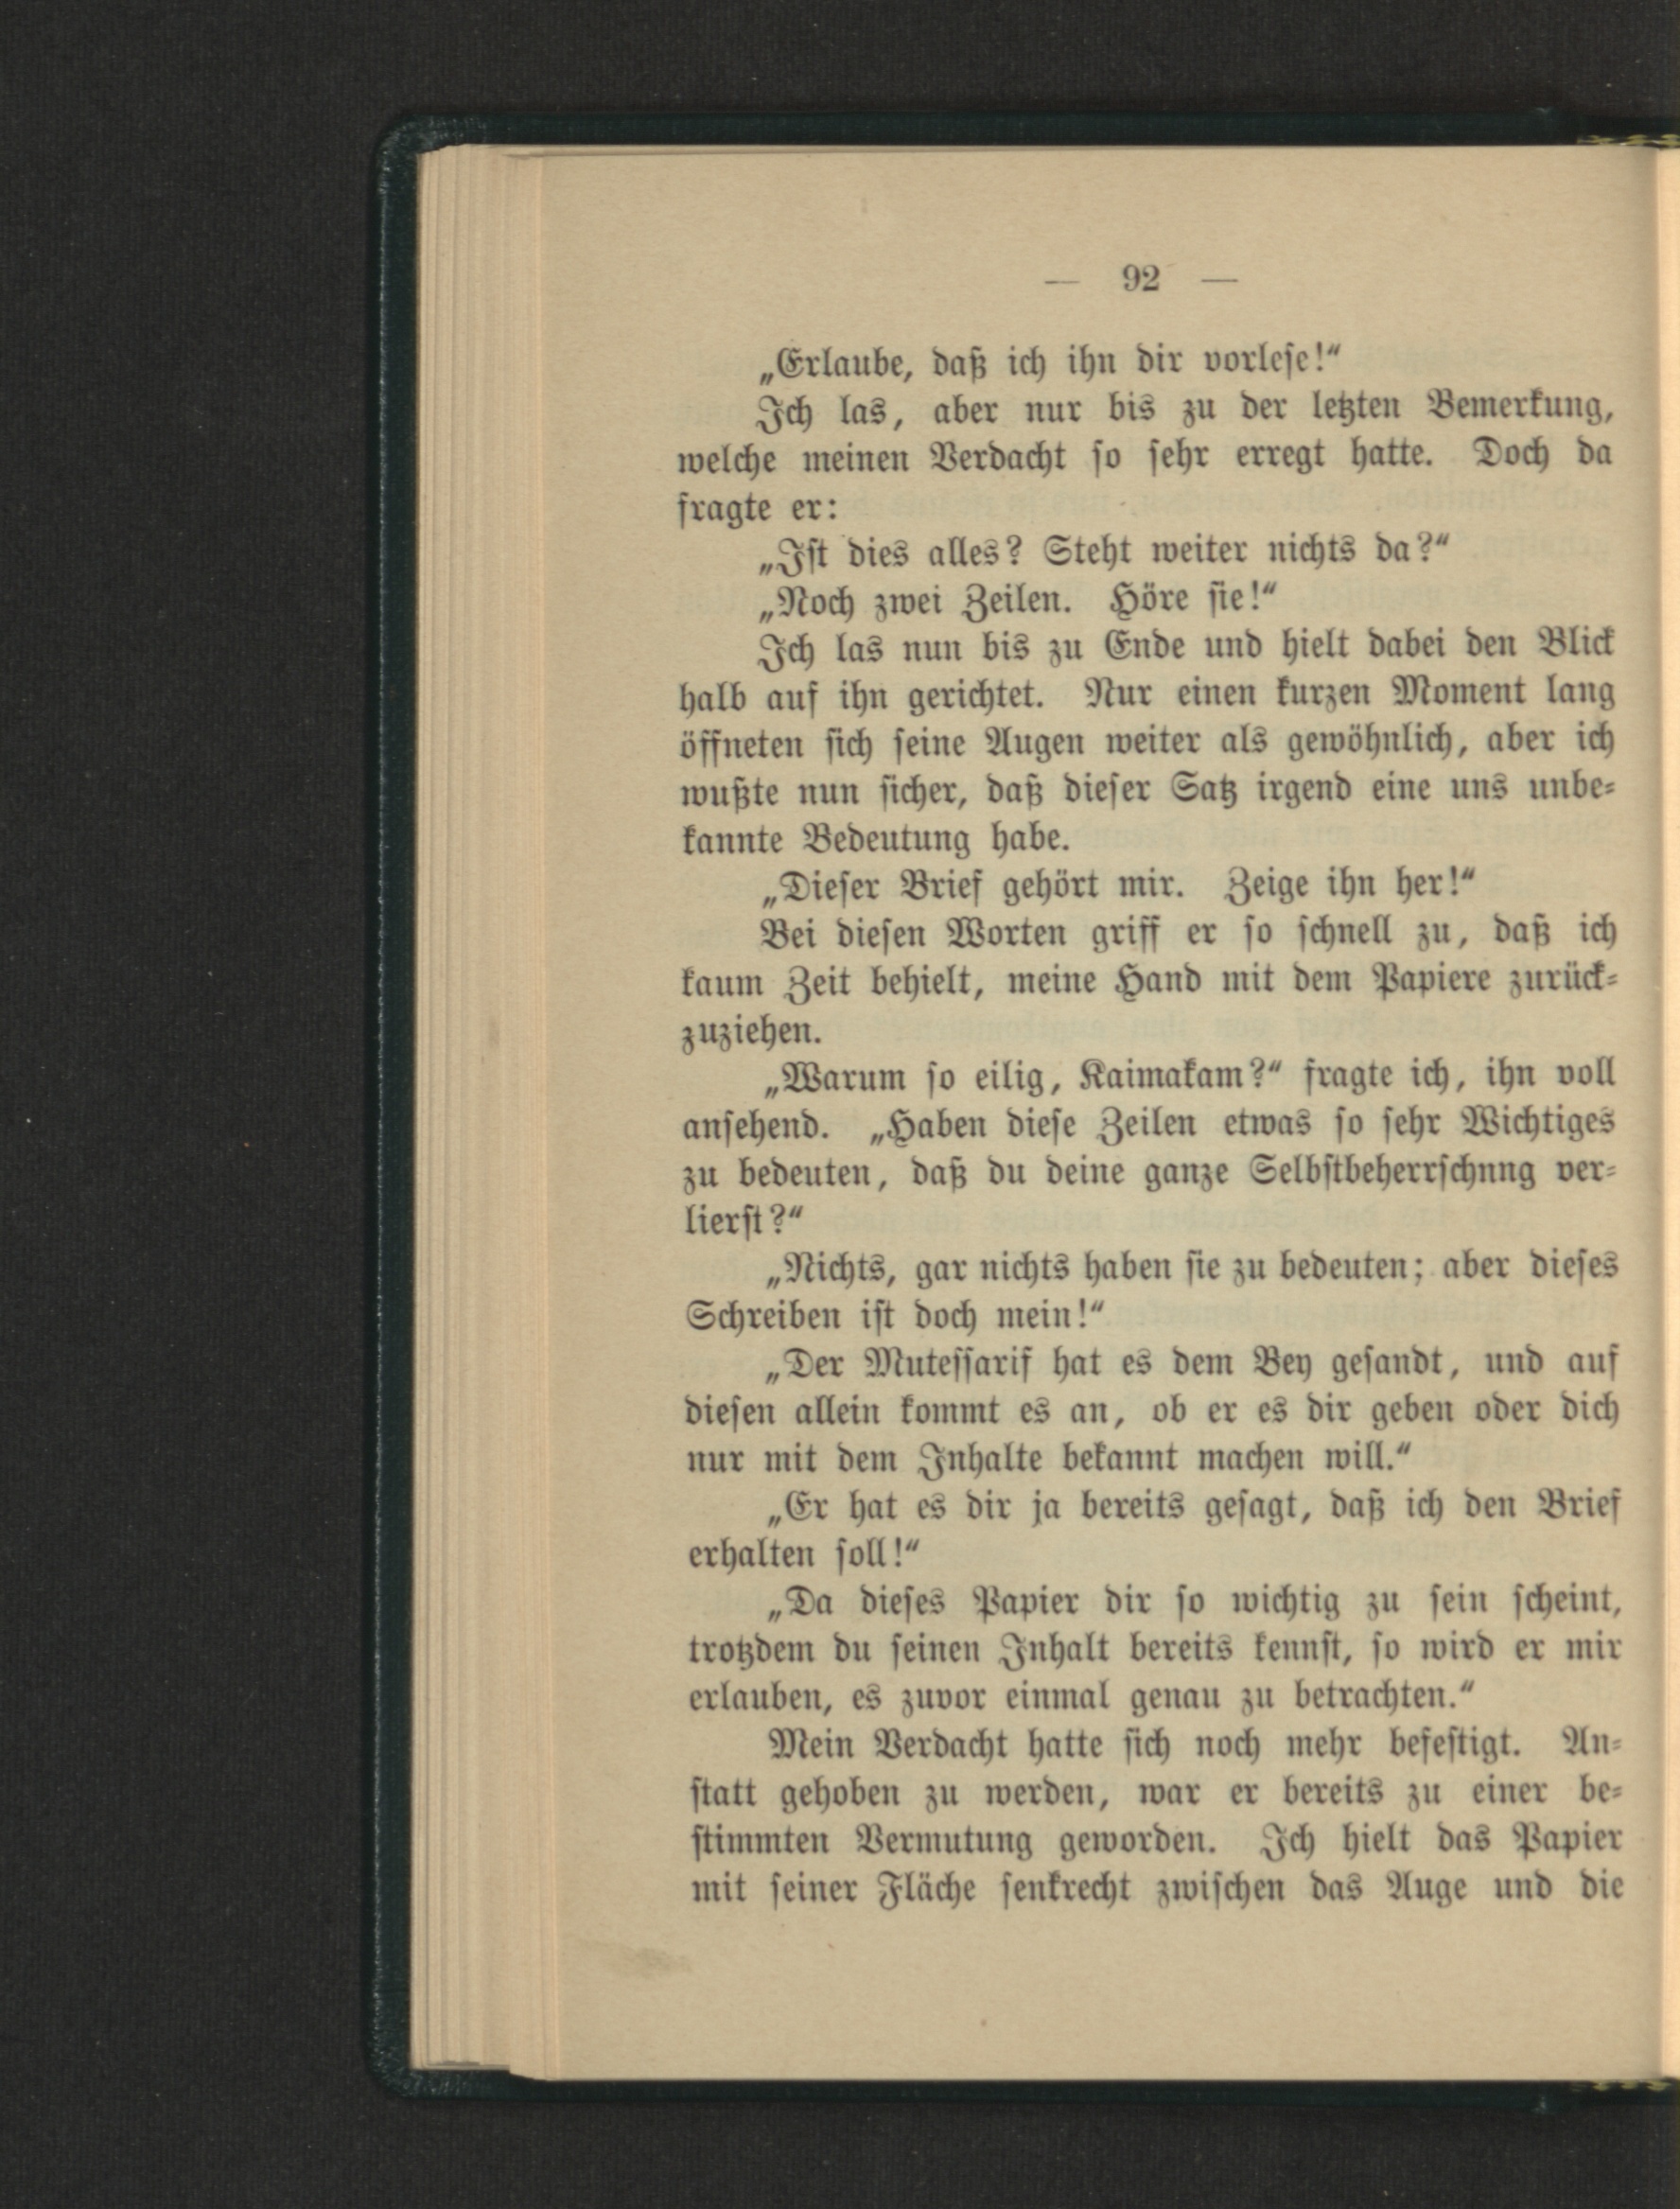 — 92 —
„Erlaube, daß ich ihn dir vorlese!“
Ich las, aber nur bis zu der letzten Bemerkung,
welche meinen Verdacht so sehr erregt hatte. Doch da
fragte er:
„Ist dies alles? Steht weiter nichts da?“
„Noch zwei Zeilen. Höre sie!“
Ich las nun bis zu Ende und hielt dabei den Blick
halb auf ihn gerichtet. Nur einen kurzen Moment lang
öffneten sich seine Augen weiter als gewöhnlich, aber ich
wußte nun sicher, daß dieser Satz irgend eine uns unbe-
kannte Bedeutung habe.
„Dieser Brief gehört mir. Zeige ihn her!“
Bei diesen Worten griff er so schnell zu, daß ich
kaum Zeit behielt, meine Hand mit dem Papiere zurück-
zuziehen.
„Warum so eilig, Kaimakam?“ fragte ich, ihn voll
ansehend. „Haben diese Zeilen etwas so sehr Wichtiges
zu bedeuten, daß du deine ganze Selbstbeherrschnng ver-
lierst?“
„Nichts, gar nichts haben sie zu bedeuten; aber dieses
Schreiben ist doch mein!“
„Der Mutessarif hat es dem Bey gesandt, und auf
diesen allein kommt es an, ob er es dir geben oder dich
nur mit dem Inhalte bekannt machen will.“
„Er hat es dir ja bereits gesagt, daß ich den Brief
erhalten soll!“
„Da dieses Papier dir so wichtig zu sein scheint,
trotzdem du seinen Inhalt bereits kennst, so wird er mir
erlauben, es zuvor einmal genau zu betrachten.“
Mein Verdacht hatte sich noch mehr befestigt. An-
statt gehoben zu werden, war er bereits zu einer be-
stimmten Vermutung geworden. Ich hielt das Papier
mit seiner Fläche senkrecht zwischen das Auge und die